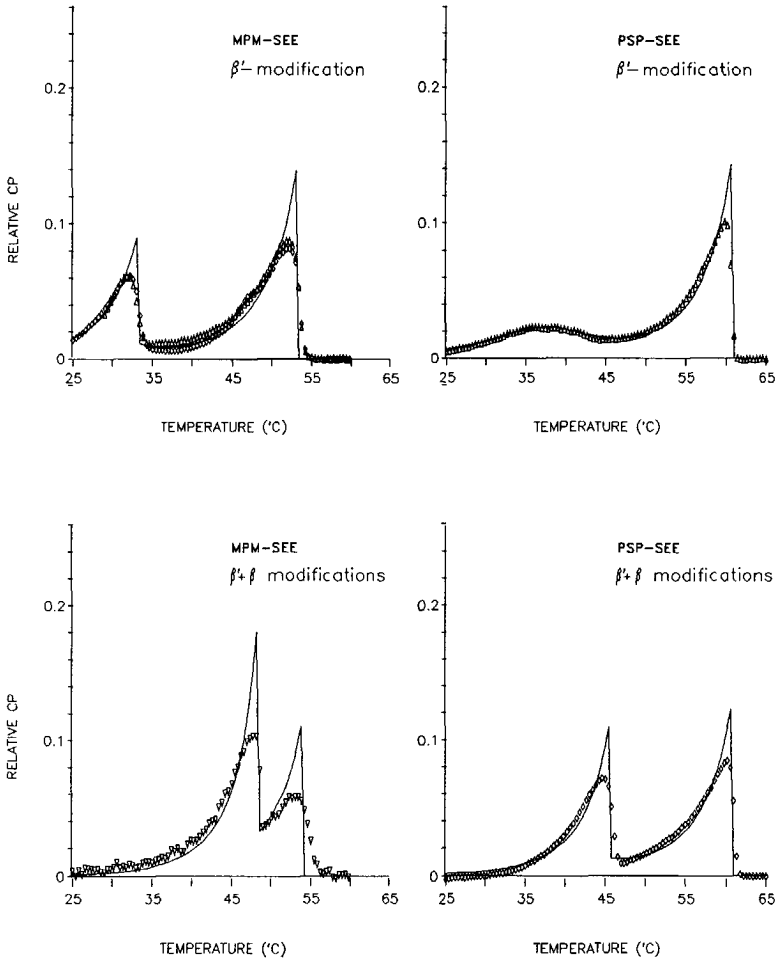 MPM-SEE
β'- modification
0.2
0.1
0
RELATIVE CP
25 35 45 55 65
TEMPERATURE (°C)
PSP-SEE
β'- modification
0.2
0.1
0
25 35 45 55 65
TEMPERATURE (°C)
MPM-SEE
β'+ β modifications
0.2
0.1
0
RELATIVE CP
25 35 45 55 65
TEMPERATURE (°C)
PSP-SEE
β'+ β modifications
0.2
0.1
0
25 35 45 55 65
TEMPERATURE (°C)